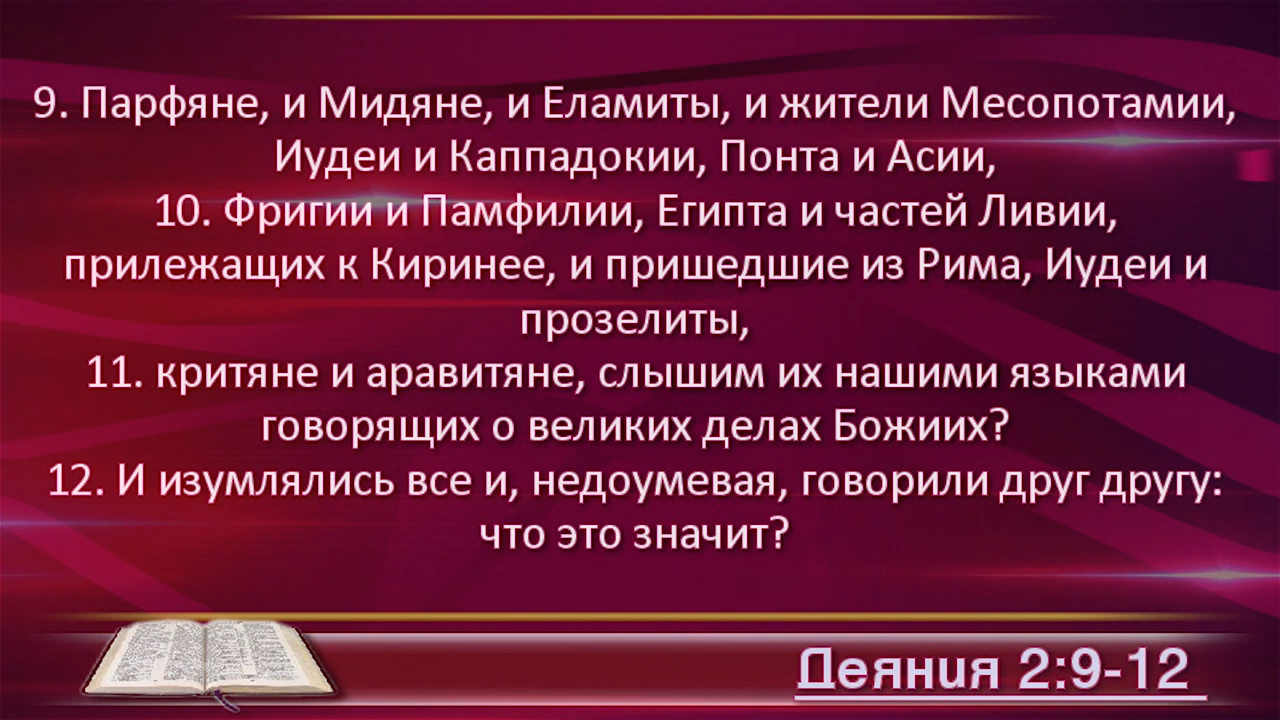 9. Парфяне, и Мидяне, и Еламиты, и жители Месопотамии,
Иудеи и Каппадокии, Понта и Асии,
10. Фригии и Памфилии, Египта и частей Ливии,
прилежащих к Киринее, и пришедшие из Рима, Иудеи и
прозелиты,
11. критяне и аравитяне, слышим их нашими языками
говорящих о великих делах Божиих?
12. И изумлялись все и, недоумевая, говорили друг другу:
что это значит?
Деяния 2:9-12